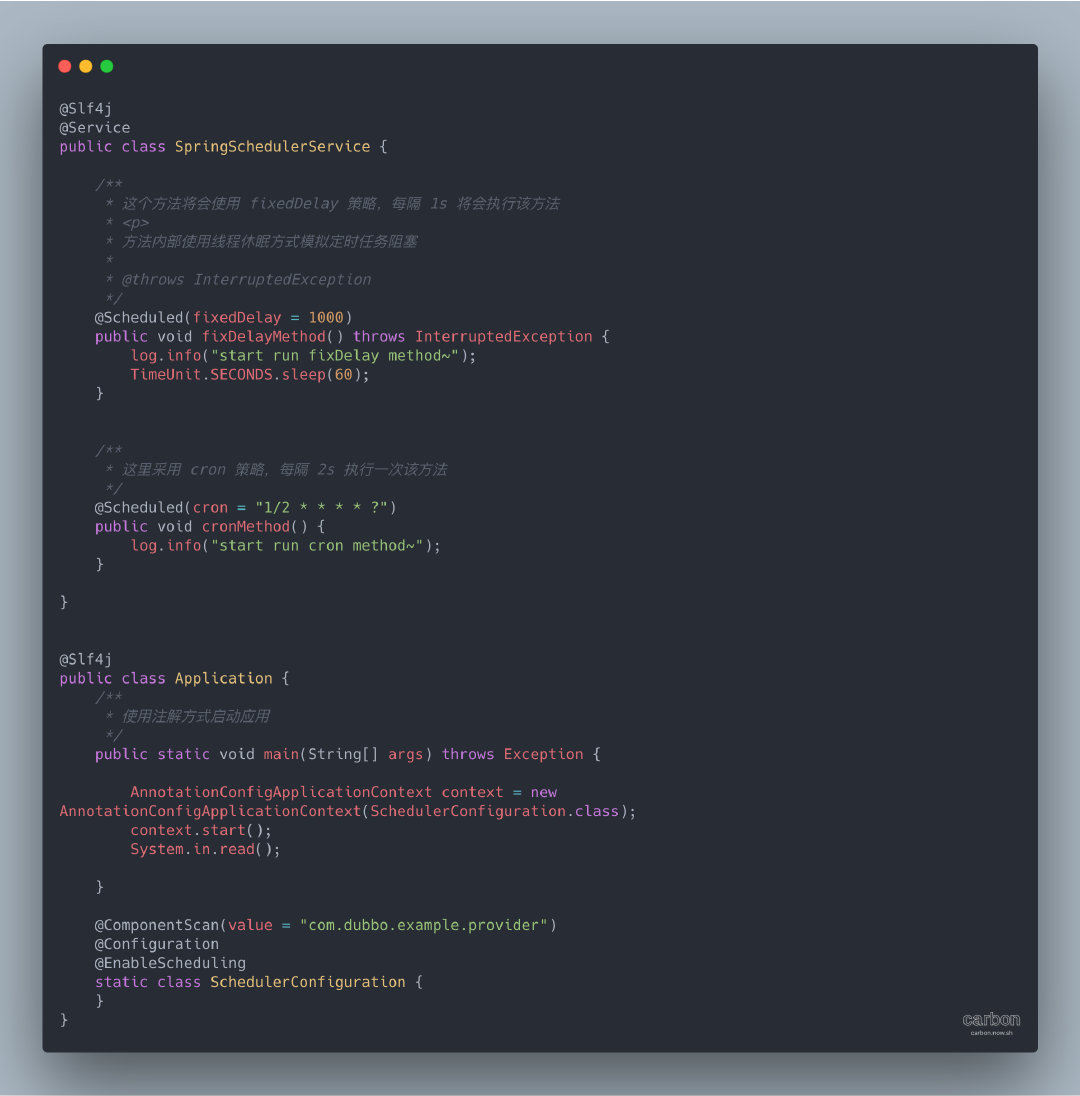 @Slf4j
@Service
public class SpringSchedulerService {
    /**
     * 这个方法将会使用 fixedDelay 策略，每隔 1s 将会执行该方法
     * <p>
     * 方法内部使用线程休眠方式模拟定时任务阻塞
     *
     * @throws InterruptedException
     */
    @Scheduled(fixedDelay = 1000)
    public void fixDelayMethod() throws InterruptedException {
        log.info("start run fixDelay method~");
        TimeUnit.SECONDS.sleep(60);
    }
    /**
     * 这里采用 cron 策略，每隔 2s 执行一次该方法
     */
    @Scheduled(cron = "1/2 * * * * ?")
    public void cronMethod() {
        log.info("start run cron method~");
    }
}
@Slf4j
public class Application {
    /**
     * 使用注解方式启动应用
     */
    public static void main(String[] args) throws Exception {
        AnnotationConfigApplicationContext context = new
AnnotationConfigApplicationContext(SchedulerConfiguration.class);
        context.start();
        System.in.read();
    }
    @ComponentScan(value = "com.dubbo.example.provider")
    @Configuration
    @EnableScheduling
    static class SchedulerConfiguration {
    }
}
carbon
carbon.now.sh